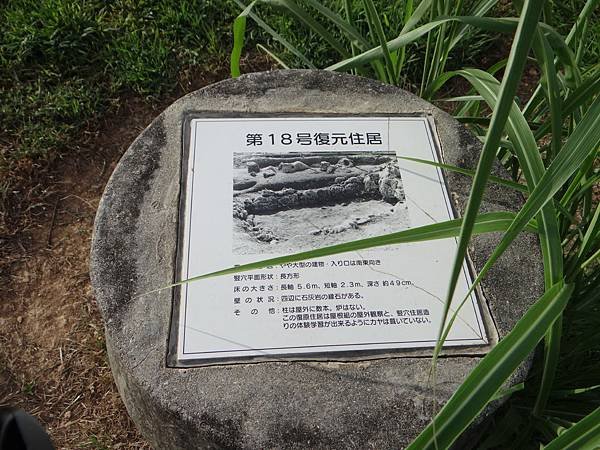 第18号復元住居
やや大型の建物・入り口は南東向き
竪穴平面形状：長方形
床の大きさ：長軸 5.6m, 短軸 2.3m, 深さ 約49cm.
壁の状況：四辺に石灰岩の縁石がある。
その他：柱は屋外に数本。炉はない。
この復原住居は屋根組の屋外観察と、竪穴住居造
りの体験学習が出来るようにカヤは葺いていない。